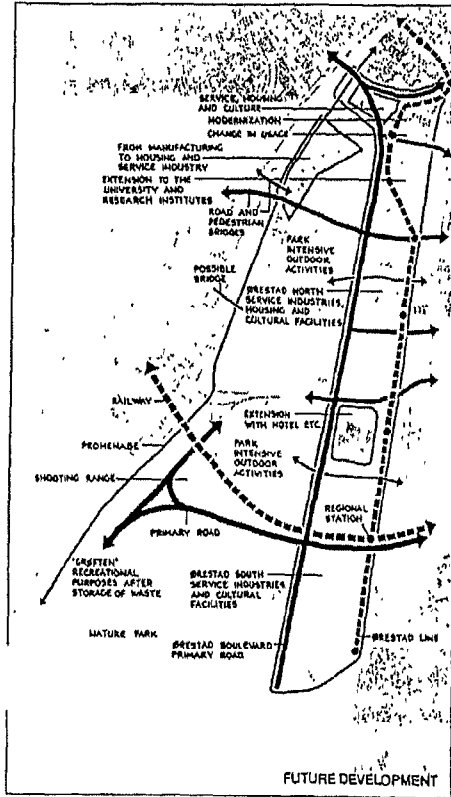 SERVICE, HOUSING
AND CULTURE
MODERNIZATION
CHANGE IN USAGE
FROM MANUFACTURING
TO HOUSING AND
SERVICE INDUSTRY
EXTENSION TO THE
UNIVERSITY AND
RESEARCH INSTITUTES
ROAD AND
PEDESTRIAN
BRIDGES
PARK
INTENSIVE
OUTDOOR
ACTIVITIES
POSSIBLE
BRIDGE
ØRESTAD NORTH
SERVICE INDUSTRIES,
HOUSING AND
CULTURAL FACILITIES
RAILWAY
EXTENSION
WITH HOTEL ETC.
PROMENADE
PARK
INTENSIVE
OUTDOOR
ACTIVITIES
SHOOTING RANGE
REGIONAL
STATION
PRIMARY ROAD
"GRØFTEN"
RECREATIONAL
PURPOSES AFTER
STORAGE OF WASTE
ØRESTAD SOUTH
SERVICE INDUSTRIES
AND CULTURAL
FACILITIES
NATURE PARK
ØRESTAD BOULEVARD
PRIMARY ROAD
ØRESTAD LINE
FUTURE DEVELOPMENT